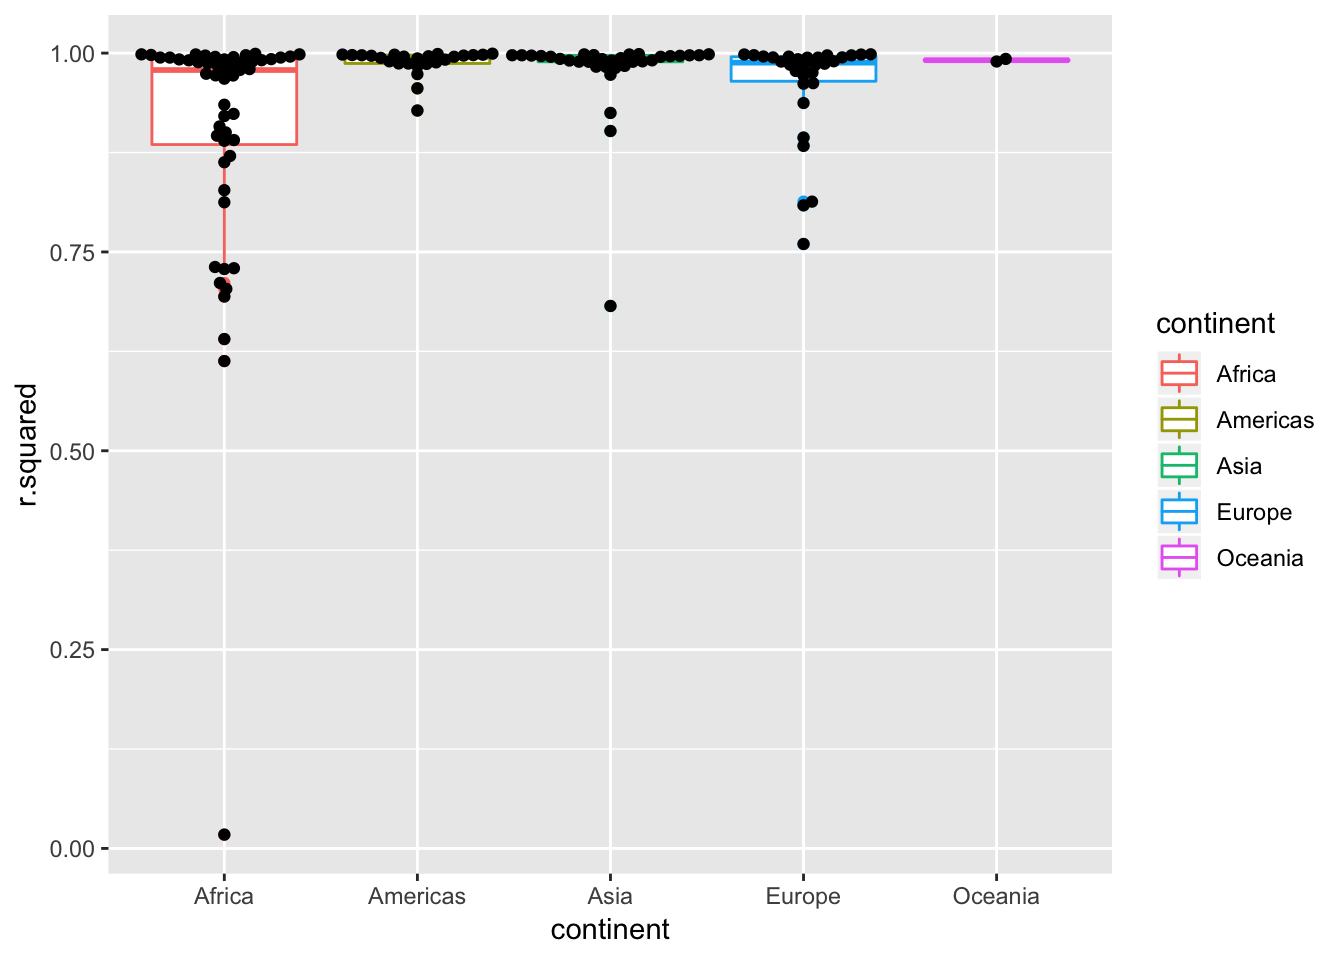 1.00
0.75
0.50
0.25
0.00
r.squared
Africa
Americas
Asia
Europe
Oceania
continent
continent
Africa
Americas
Asia
Europe
Oceania